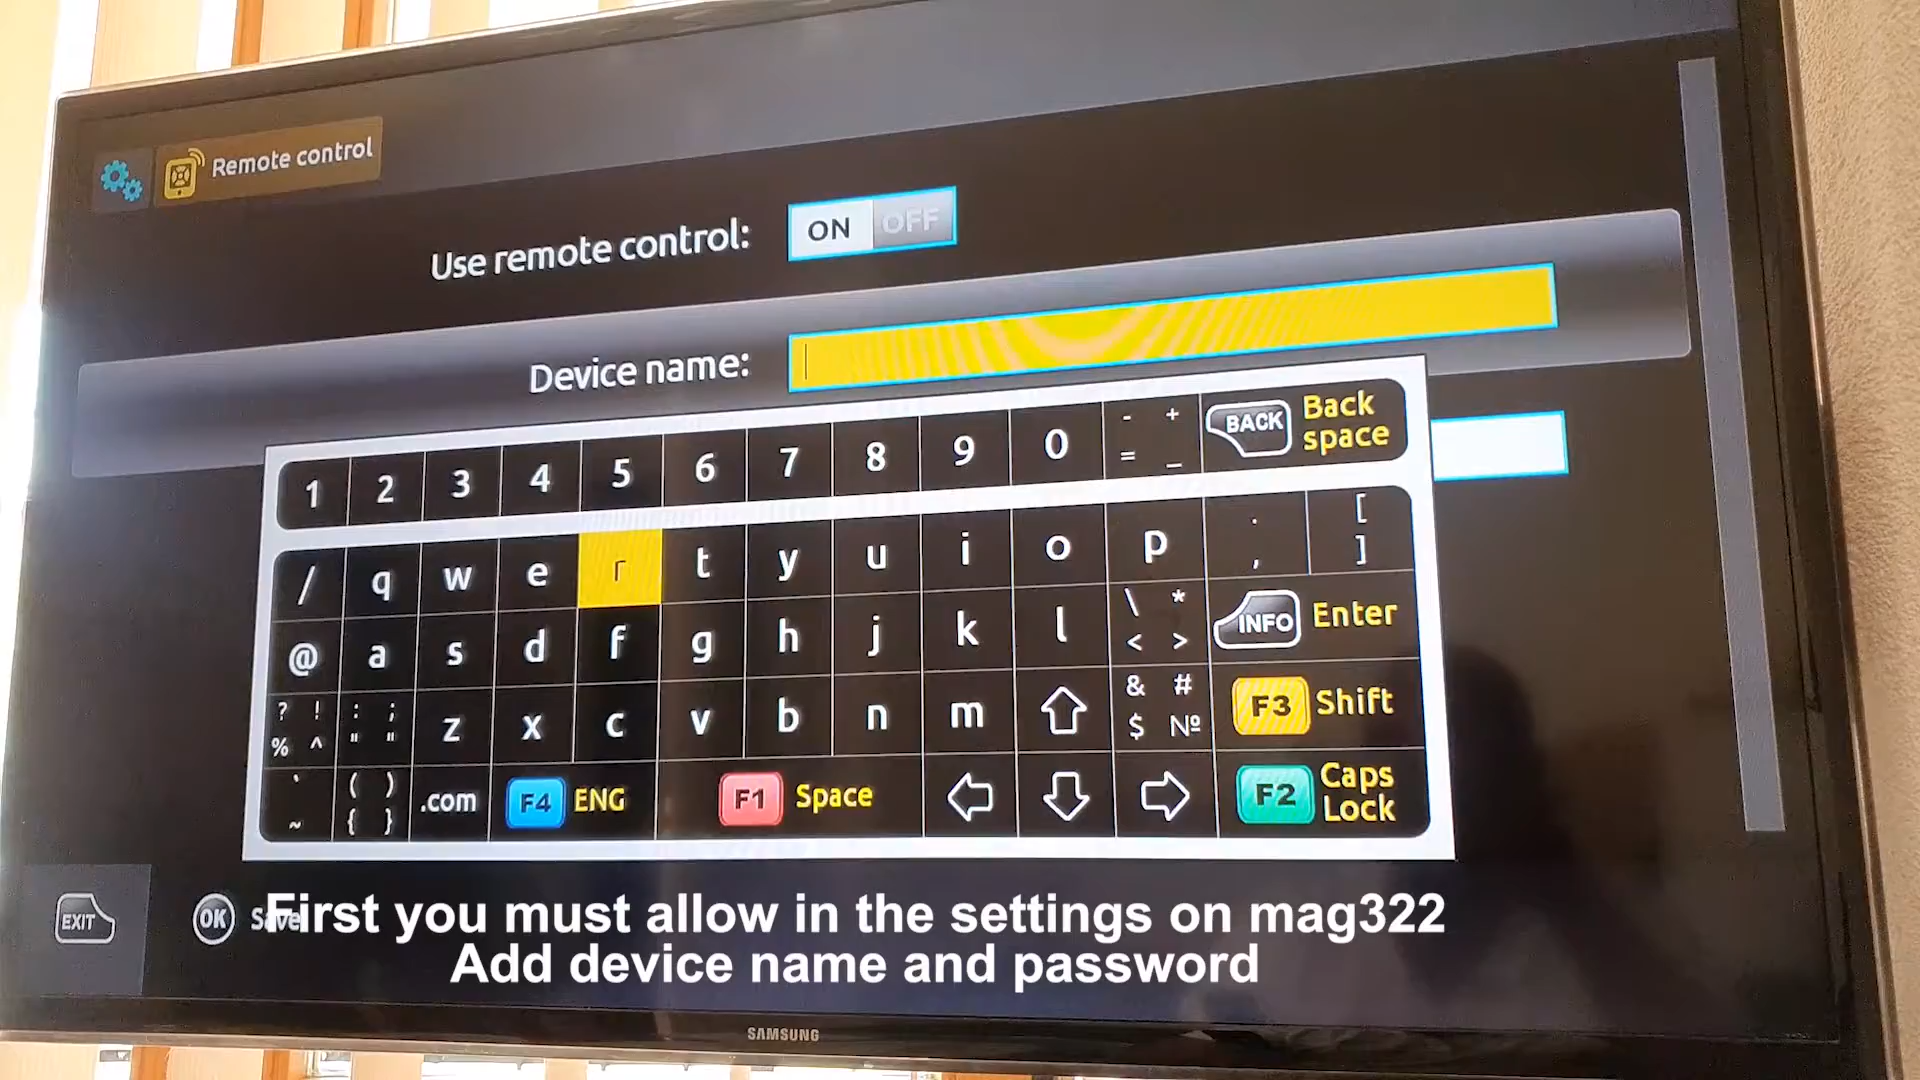 Remote control
Use remote control: ON OFF
Device name:
1 2 3 4 5 6 7 8 9 0 - + = _ BACK Back space
/ q w e r t y u i o p . , [ ]
@ a s d f g h j k l \ * < > INFO Enter
? ! % ^ : ; " " z x c v b n m & # $ № F3 Shift
~ ( ) { } .com F4 ENG F1 Space F2 Caps Lock
EXIT OK Save
First you must allow in the settings on mag322
Add device name and password
SAMSUNG